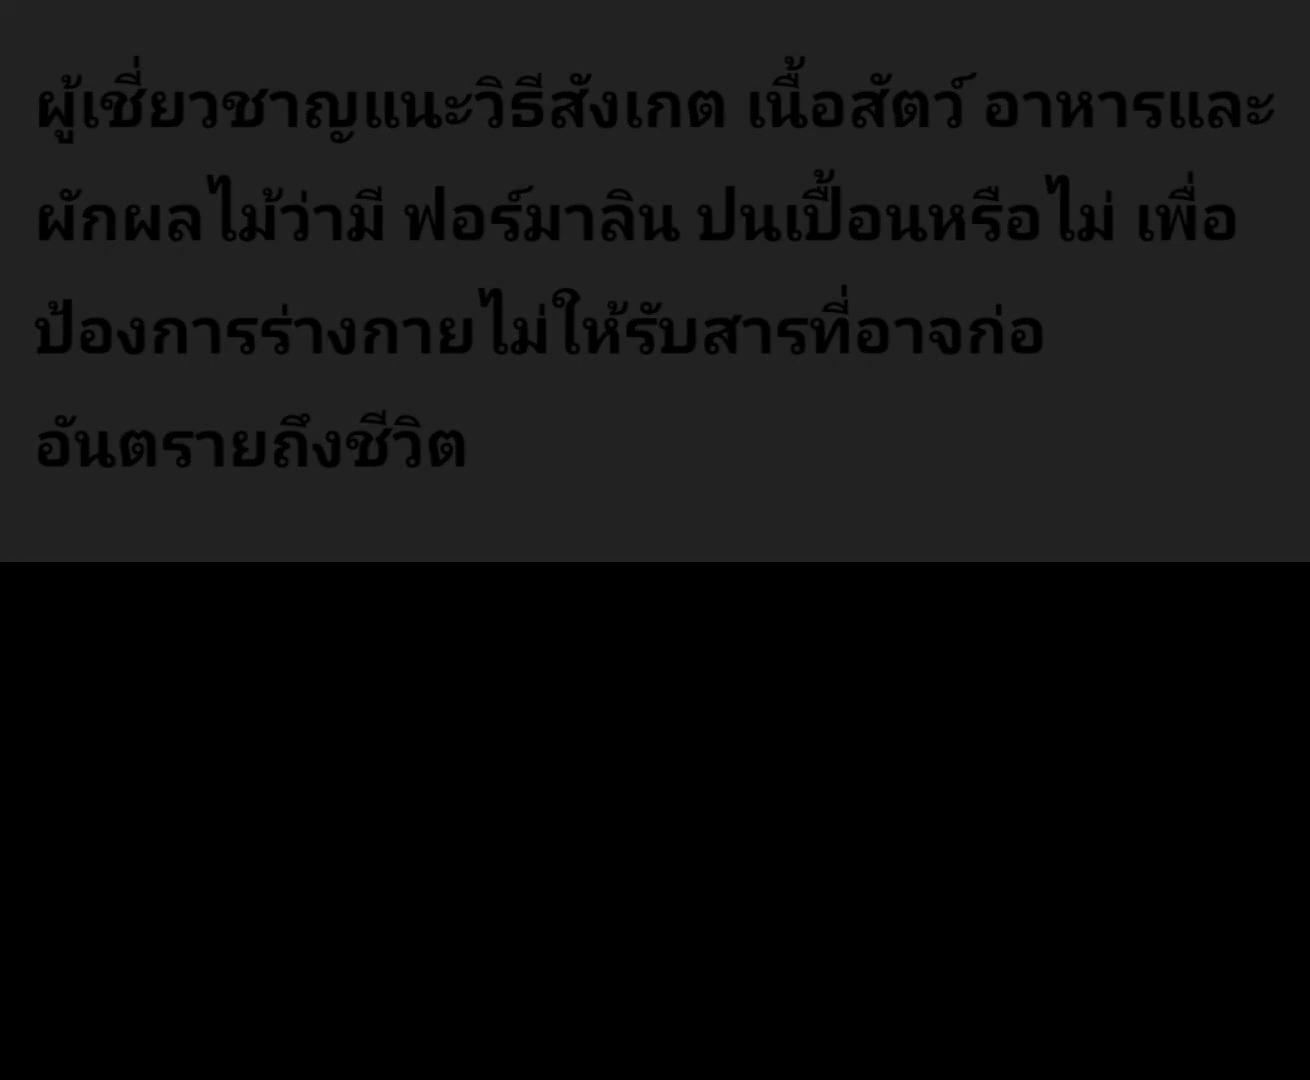 ผู้เชี่ยวชาญแนะวิธีสังเกต เนื้อสัตว์ อาหารและ
ผักผลไม้ว่ามี ฟอร์มาลิน ปนเปื้อนหรือไม่ เพื่อ
ป้องการร่างกายไม่ให้รับสารที่อาจก่อ
อันตรายถึงชีวิต